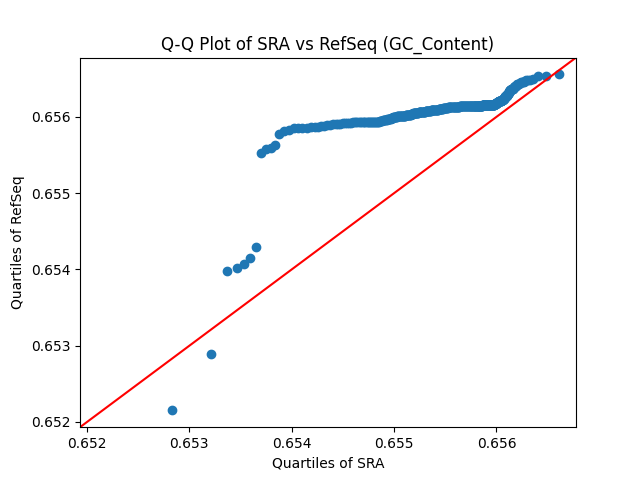 Q-Q Plot of SRA vs RefSeq (GC_Content)
0.656
0.655
0.654
0.653
0.652
Quartiles of RefSeq
0.652 0.653 0.654 0.655 0.656
Quartiles of SRA